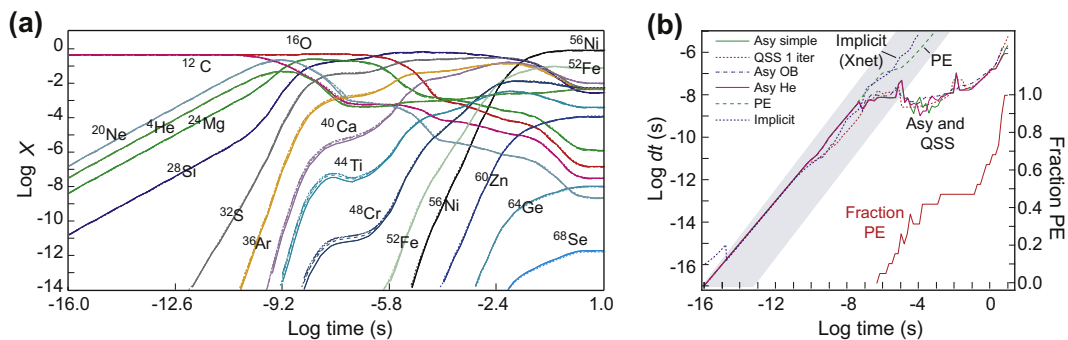 (a)
Log X
0
-2
-4
-6
-8
-10
-12
-14
-16.0
-12.6
-9.2
-5.8
-2.4
1.0
Log time (s)
¹⁶O
¹²C
²⁰Ne
⁴He
²⁴Mg
²⁸Si
³²S
³⁶Ar
⁴⁰Ca
⁴⁴Ti
⁴⁸Cr
⁵²Fe
⁵⁶Ni
⁶⁰Zn
⁶⁴Ge
⁶⁸Se
⁵⁶Ni
⁵²Fe
(b)
Log dt (s)
-6
-8
-10
-12
-14
-16
-16
-12
-8
-4
0
Log time (s)
Asy simple
QSS 1 iter
Asy OB
Asy He
PE
Implicit
Implicit
(Xnet)
PE
Asy and
QSS
Fraction
PE
1.0
0.8
0.6
0.4
0.2
0.0
Fraction PE